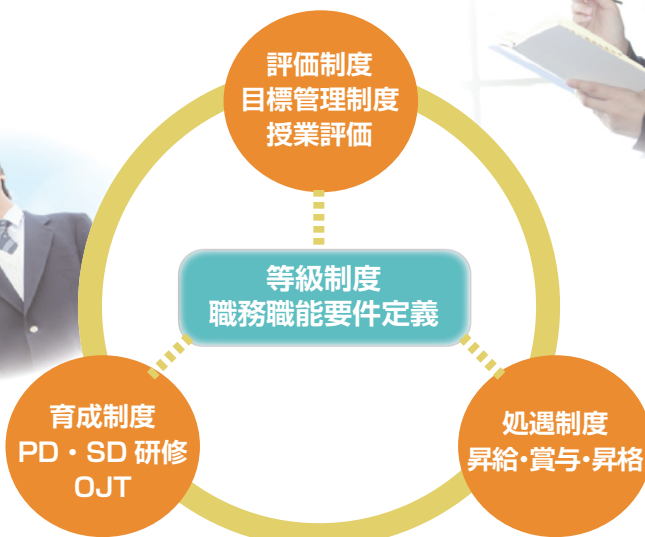 評価制度
目標管理制度
授業評価
等級制度
職務職能要件定義
育成制度
PD・SD 研修
OJT
処遇制度
昇給・賞与・昇格